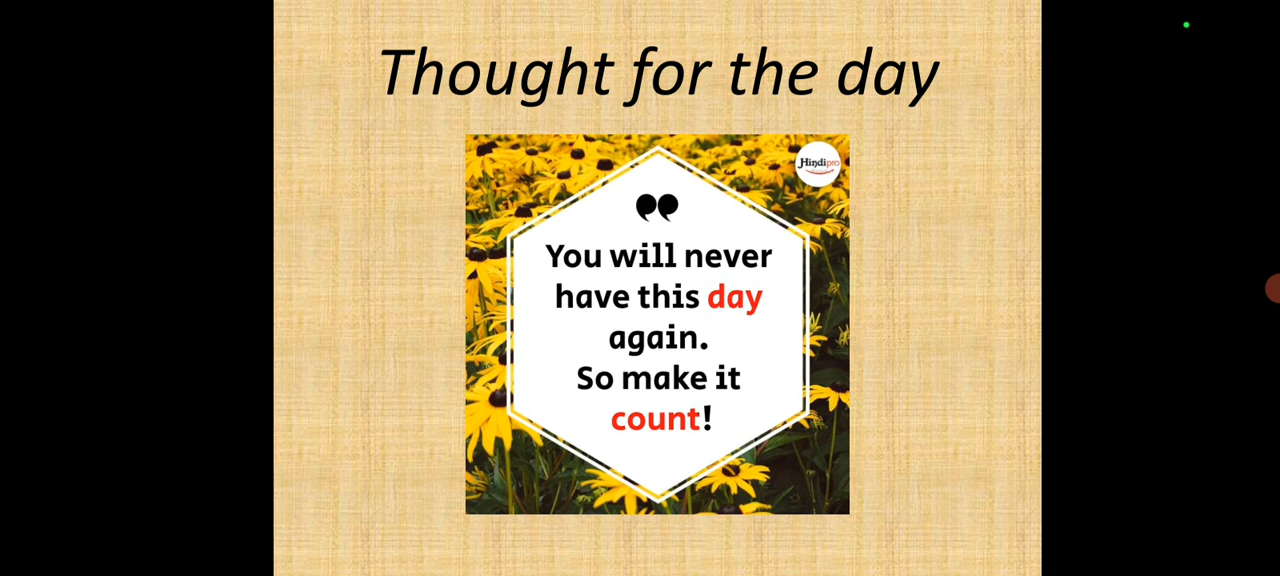 Thought for the day
Hindipro
❟❟
You will never
have this day
again.
So make it
count!